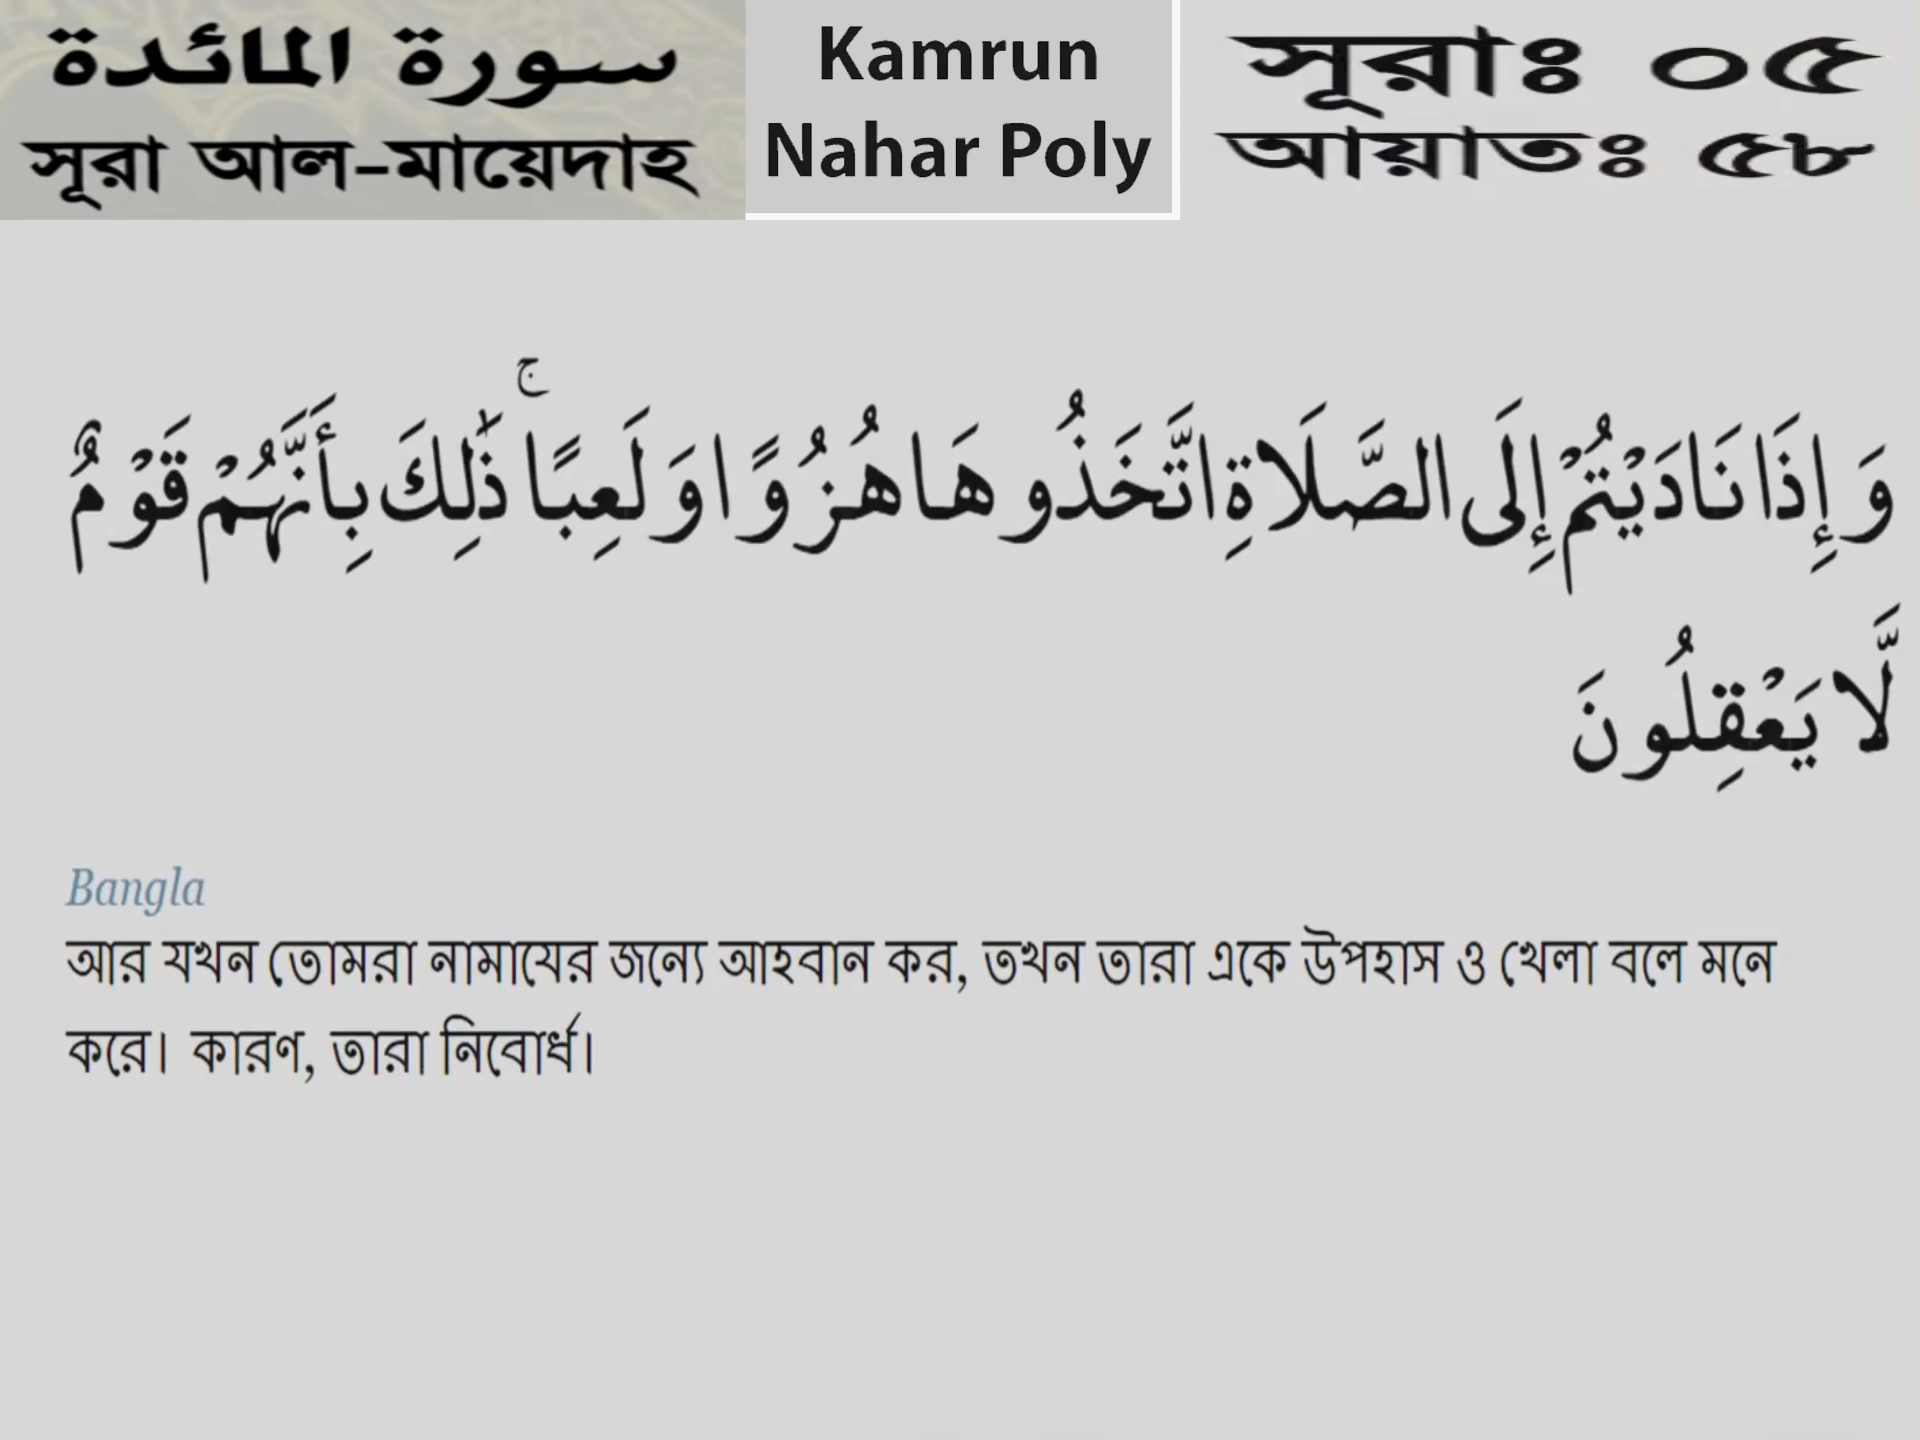 سورة المائدة
সূরা আল-মায়েদাহ
Kamrun
Nahar Poly
সূরাঃ ০৫
আয়াতঃ ৫৮
وَإِذَا نَادَيْتُمْ إِلَى الصَّلَاةِ اتَّخَذُوهَا هُزُوًا وَلَعِبًا ۚ ذَٰلِكَ بِأَنَّهُمْ قَوْمٌ
لَّا يَعْقِلُونَ
Bangla
আর যখন তোমরা নামাযের জন্যে আহবান কর, তখন তারা একে উপহাস ও খেলা বলে মনে
করে। কারণ, তারা নিবোর্ধ।